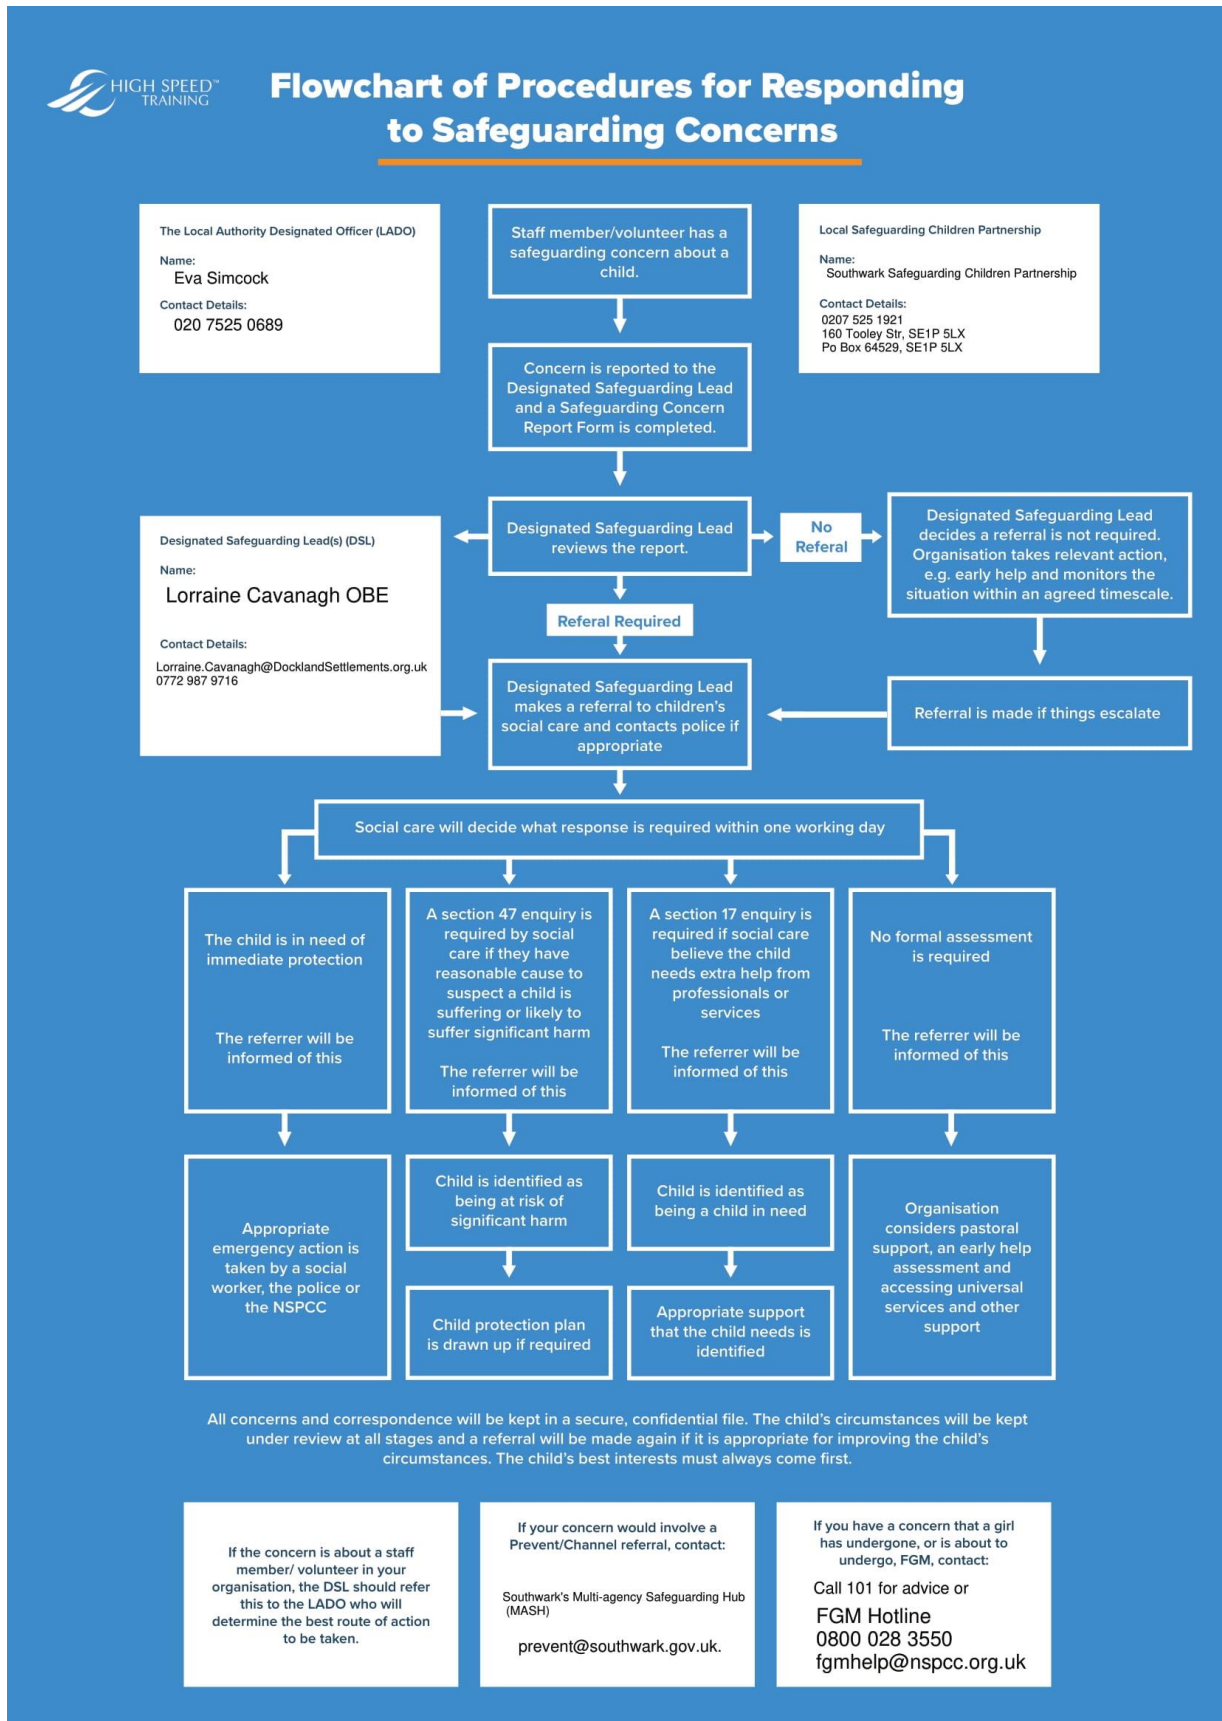 HIGH SPEED™
TRAINING
Flowchart of Procedures for Responding
to Safeguarding Concerns
The Local Authority Designated Officer (LADO)
Name:
Eva Simcock
Contact Details:
020 7525 0689
Staff member/volunteer has a
safeguarding concern about a
child.
Local Safeguarding Children Partnership
Name:
Southwark Safeguarding Children Partnership
Contact Details:
0207 525 1921
160 Tooley Str, SE1P 5LX
Po Box 64529, SE1P 5LX
Concern is reported to the
Designated Safeguarding Lead
and a Safeguarding Concern
Report Form is completed.
Designated Safeguarding Lead(s) (DSL)
Name:
Lorraine Cavanagh OBE
Contact Details:
Lorraine.Cavanagh@DocklandSettlements.org.uk
0772 987 9716
Designated Safeguarding Lead
reviews the report.
No
Referal
Designated Safeguarding Lead
decides a referral is not required.
Organisation takes relevant action,
e.g. early help and monitors the
situation within an agreed timescale.
Referal Required
Designated Safeguarding Lead
makes a referral to children's
social care and contacts police if
appropriate
Referral is made if things escalate
Social care will decide what response is required within one working day
The child is in need of
immediate protection
The referrer will be
informed of this
A section 47 enquiry is
required by social
care if they have
reasonable cause to
suspect a child is
suffering or likely to
suffer significant harm
The referrer will be
informed of this
A section 17 enquiry is
required if social care
believe the child
needs extra help from
professionals or
services
The referrer will be
informed of this
No formal assessment
is required
The referrer will be
informed of this
Appropriate
emergency action is
taken by a social
worker, the police or
the NSPCC
Child is identified as
being at risk of
significant harm
Child protection plan
is drawn up if required
Child is identified as
being a child in need
Appropriate support
that the child needs is
identified
Organisation
considers pastoral
support, an early help
assessment and
accessing universal
services and other
support
All concerns and correspondence will be kept in a secure, confidential file. The child's circumstances will be kept
under review at all stages and a referral will be made again if it is appropriate for improving the child's
circumstances. The child's best interests must always come first.
If the concern is about a staff
member/ volunteer in your
organisation, the DSL should refer
this to the LADO who will
determine the best route of action
to be taken.
If your concern would involve a
Prevent/Channel referral, contact:
Southwark's Multi-agency Safeguarding Hub
(MASH)
prevent@southwark.gov.uk.
If you have a concern that a girl
has undergone, or is about to
undergo, FGM, contact:
Call 101 for advice or
FGM Hotline
0800 028 3550
fgmhelp@nspcc.org.uk